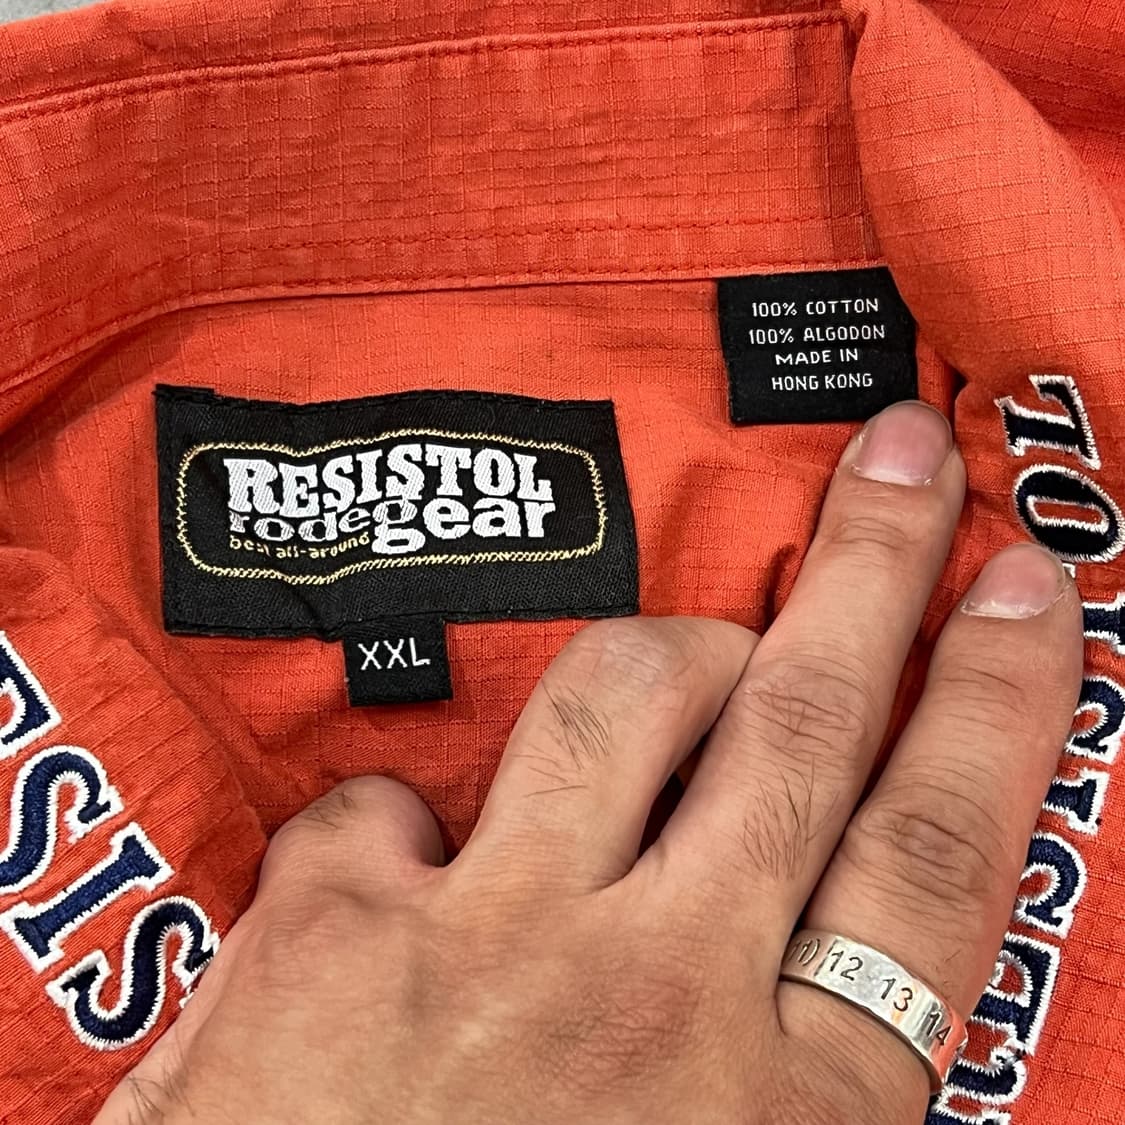 100% COTTON
100% ALGODON
MADE IN
HONG KONG
RESISTOL
rodeo gear
best all-around
XXL
RESISTOL
12 13 14